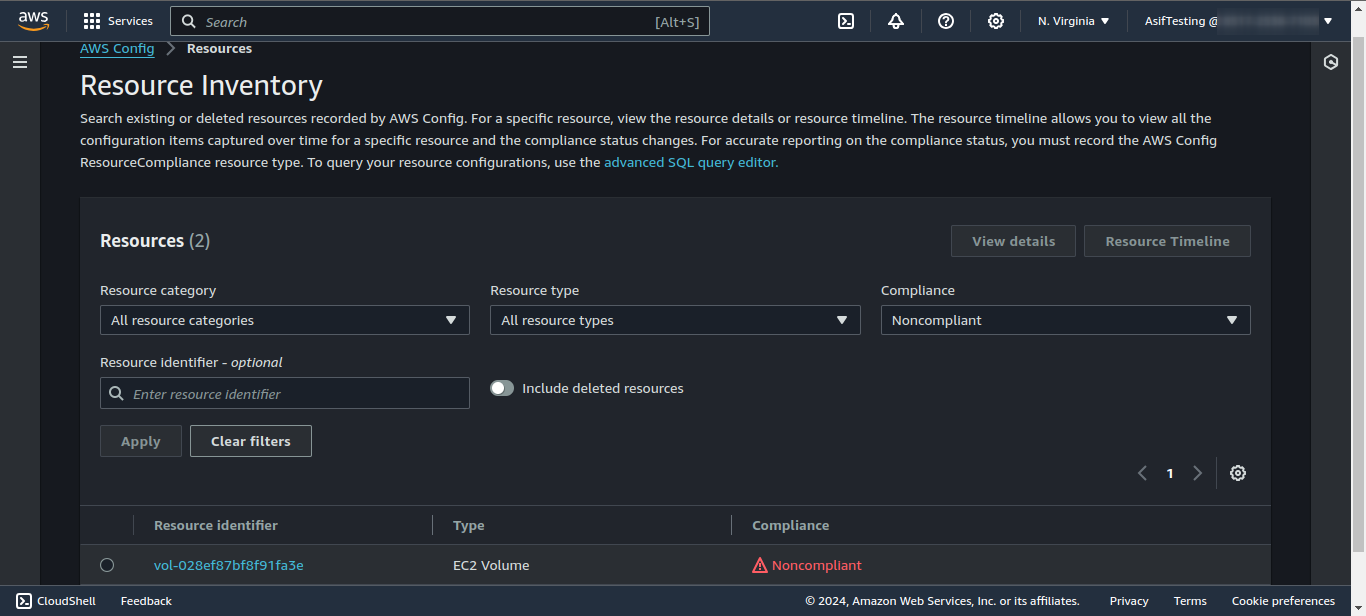 aws
Services
Search
[Alt+S]
N. Virginia
AsifTesting @
AWS Config
Resources
Resource Inventory
Search existing or deleted resources recorded by AWS Config. For a specific resource, view the resource details or resource timeline. The resource timeline allows you to view all the
configuration items captured over time for a specific resource and the compliance status changes. For accurate reporting on the compliance status, you must record the AWS Config
ResourceCompliance resource type. To query your resource configurations, use the advanced SQL query editor.
Resources (2)
View details
Resource Timeline
Resource category
Resource type
Compliance
All resource categories
All resource types
Noncompliant
Resource identifier - optional
Enter resource identifier
Include deleted resources
Apply
Clear filters
1
Resource identifier
Type
Compliance
vol-028ef87bf8f91fa3e
EC2 Volume
Noncompliant
CloudShell
Feedback
© 2024, Amazon Web Services, Inc. or its affiliates.
Privacy
Terms
Cookie preferences